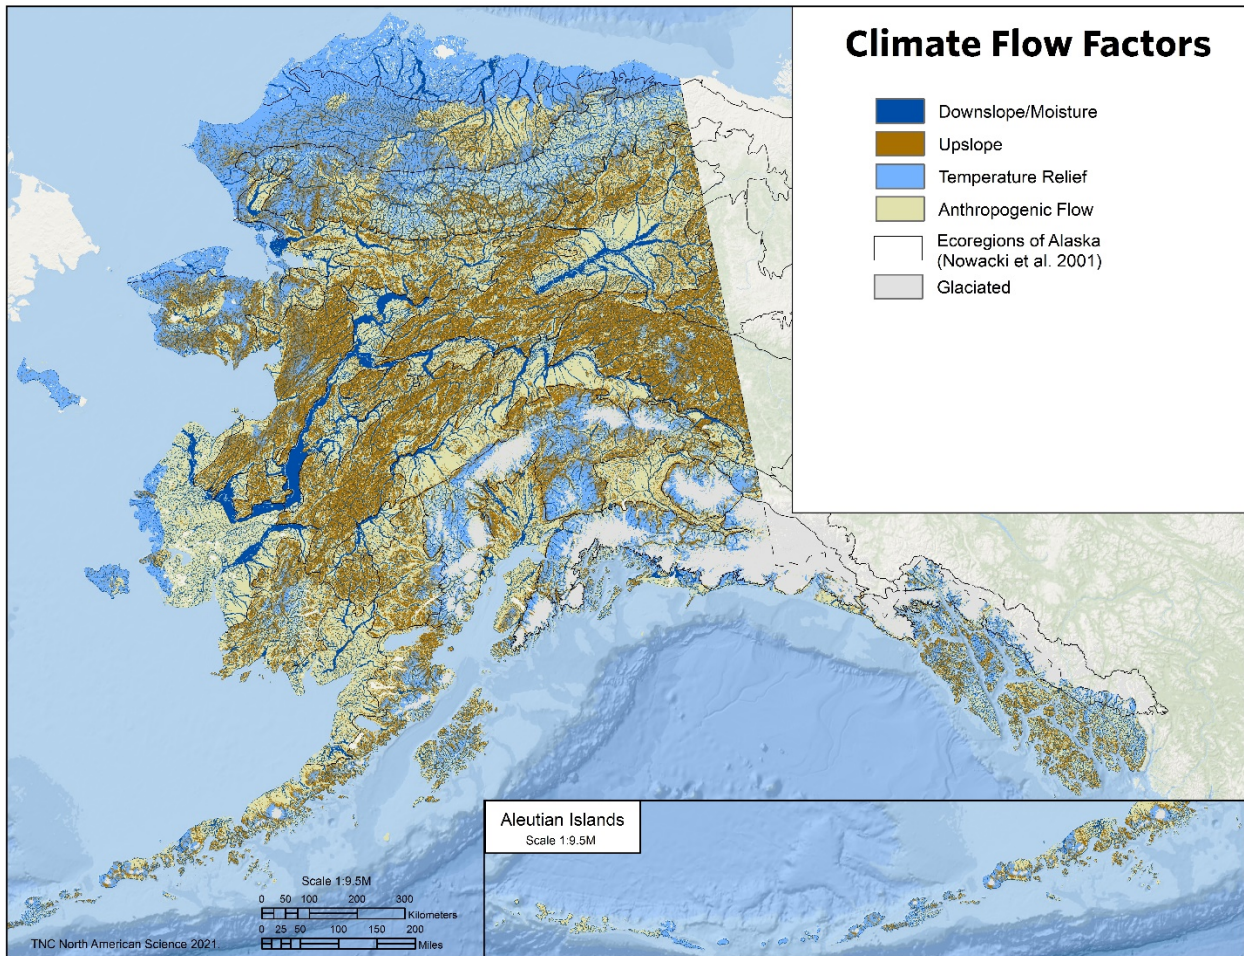 Climate Flow Factors
Downslope/Moisture
Upslope
Temperature Relief
Anthropogenic Flow
Ecoregions of Alaska
(Nowacki et al. 2001)
Glaciated
Aleutian Islands
Scale 1:9.5M
Scale 1:9.5M
0 50 100 200 300
Kilometers
0 25 50 100 150 200
Miles
TNC North American Science 2021